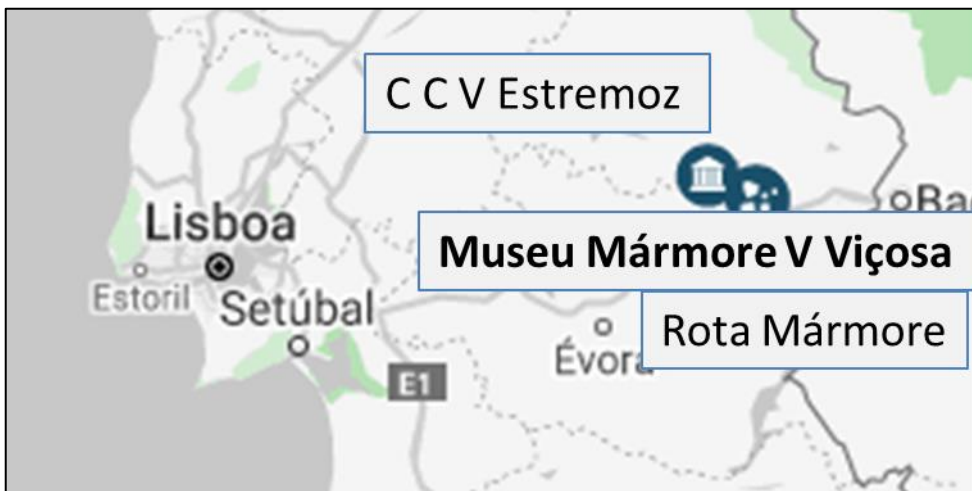 C C V Estremoz
Lisboa
Museu Mármore V Viçosa
Estoril
Setúbal
Rota Mármore
Évora
E1